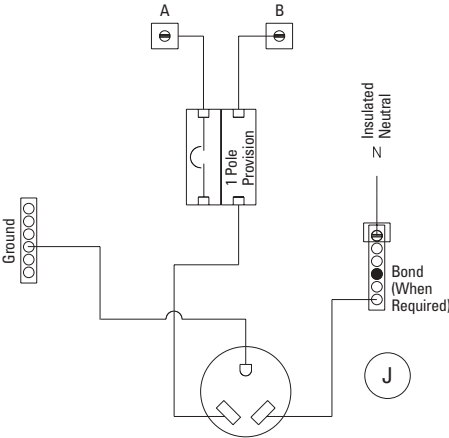 A
B
Insulated
Neutral
N
1 Pole
Provision
Ground
Bond
(When
Required)
J